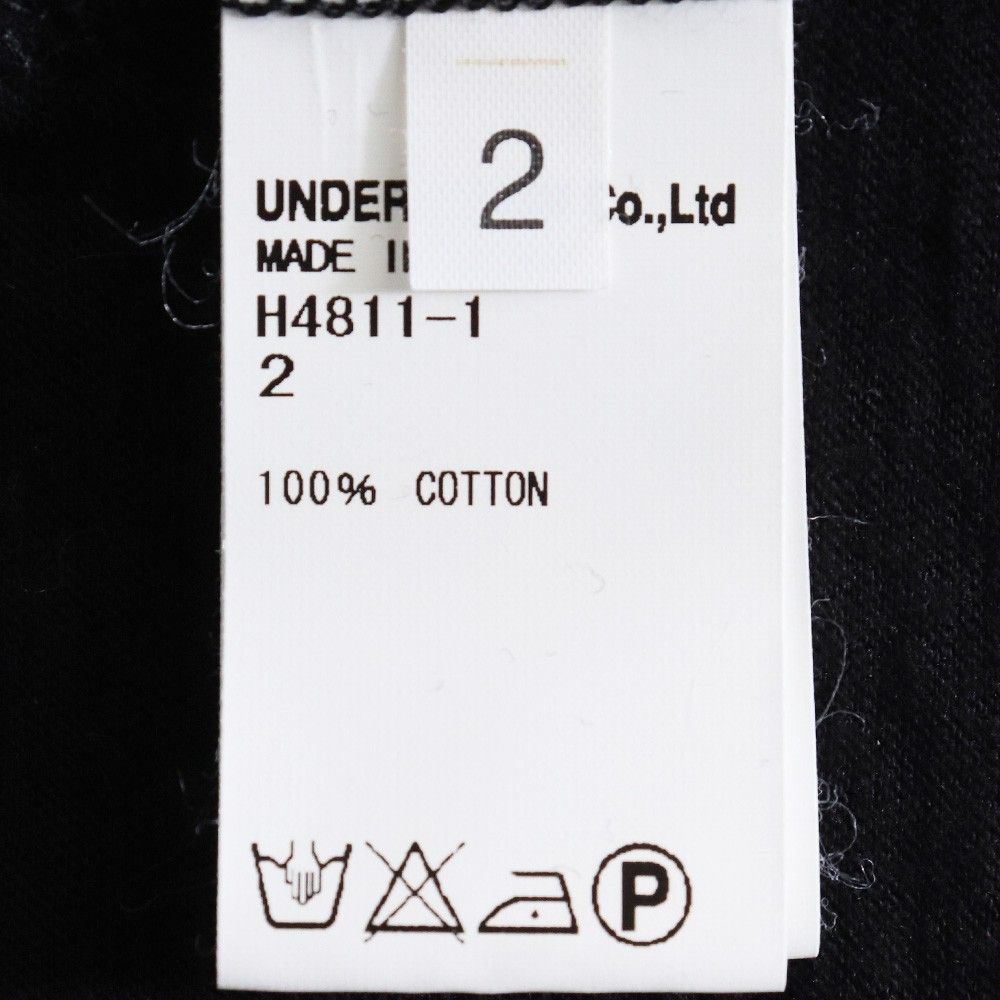 2
UNDER Co.,Ltd
MADE
H4811-1
2
100% COTTON
P